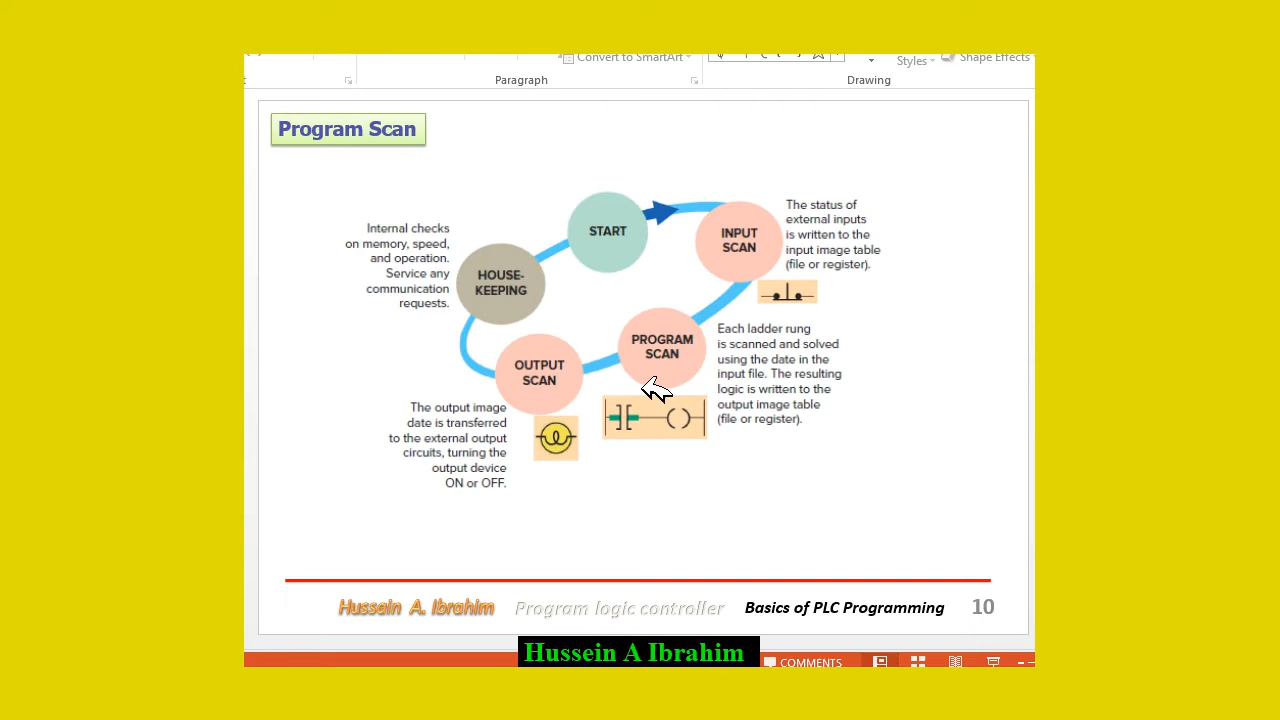 Convert to SmartArt
Styles
Shape Effects
t
Paragraph
Drawing
Program Scan
START
INPUT
SCAN
The status of
external inputs
is written to the
input image table
(file or register).
Internal checks
on memory, speed,
and operation.
Service any
communication
requests.
HOUSE-
KEEPING
PROGRAM
SCAN
Each ladder rung
is scanned and solved
using the date in the
input file. The resulting
logic is written to the
output image table
(file or register).
OUTPUT
SCAN
The output image
date is transferred
to the external output
circuits, turning the
output device
ON or OFF.
Hussain A. Ibrahim Program logic controller Basics of PLC Programming 10
Hussein A Ibrahim
COMMENTS